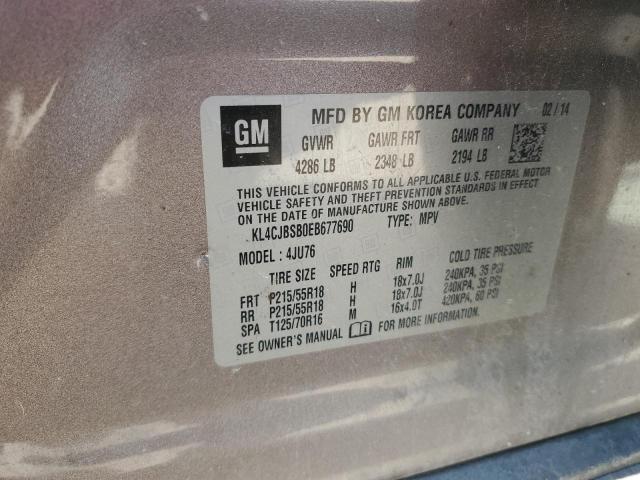 GM
MFD BY GM KOREA COMPANY 02/14
GVWR GAWR FRT GAWR RR
4286 LB 2348 LB 2194 LB
THIS VEHICLE CONFORMS TO ALL APPLICABLE U.S. FEDERAL MOTOR
VEHICLE SAFETY AND THEFT PREVENTION STANDARDS IN EFFECT
ON THE DATE OF MANUFACTURE SHOWN ABOVE.
KL4CJBSB0EB677690 TYPE: MPV
MODEL: 4JU76
TIRE SIZE SPEED RTG RIM COLD TIRE PRESSURE
FRT P215/55R18 H 18x7.0J 240KPA, 35 PSI
RR P215/55R18 H 18x7.0J 240KPA, 35 PSI
SPA T125/70R16 M 16x4.0T 420KPA, 60 PSI
SEE OWNER'S MANUAL FOR MORE INFORMATION.